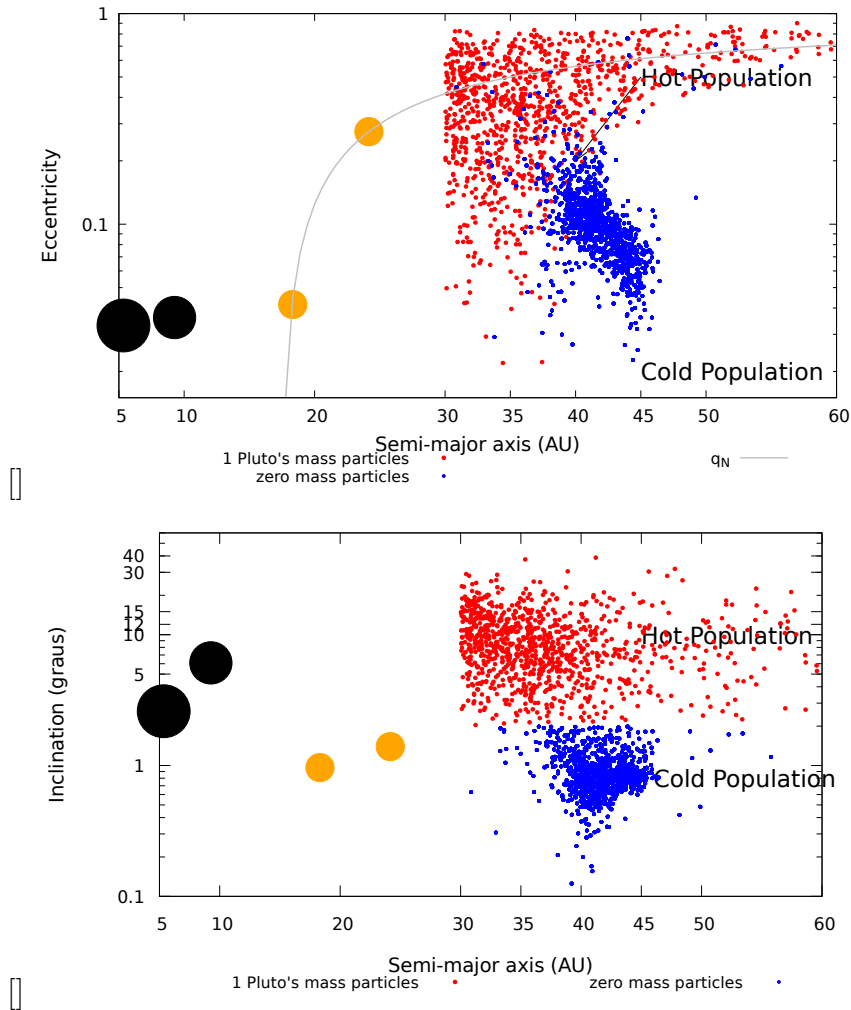 1
Hot Population
Eccentricity
0.1
Cold Population
5 10 20 30 35 40 45 50 60
Semi-major axis (AU)
1 Pluto's mass particles
q_N
zero mass particles
[]
40
30
15
12
10
Hot Population
5
Inclination (graus)
1
Cold Population
0.1
5 10 20 30 35 40 45 50 60
Semi-major axis (AU)
1 Pluto's mass particles zero mass particles
[]